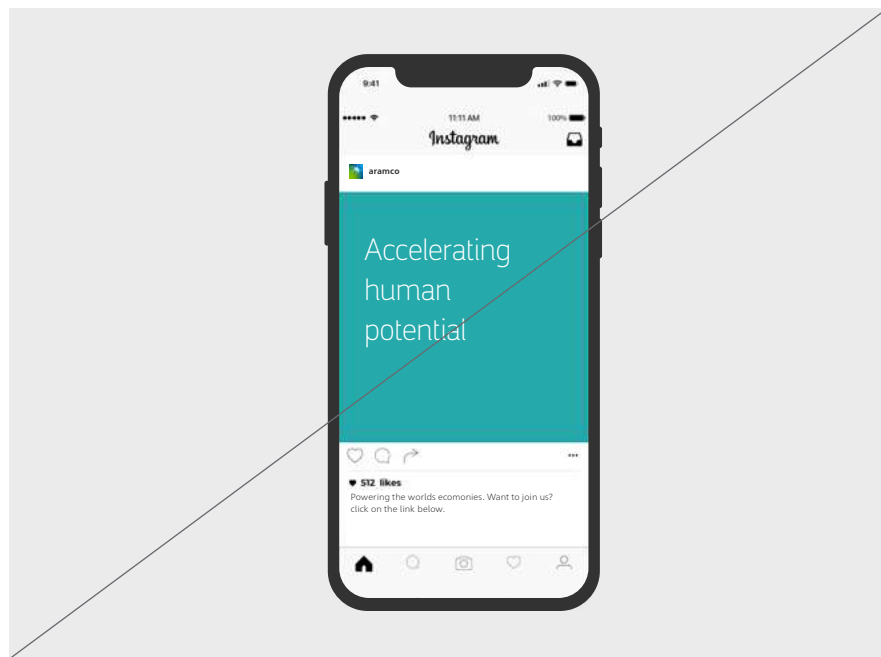 9:41
11:11 AM 100%
Instagram
aramco
Accelerating
human
potential
512 likes
Powering the worlds ecomonies. Want to join us?
click on the link below.